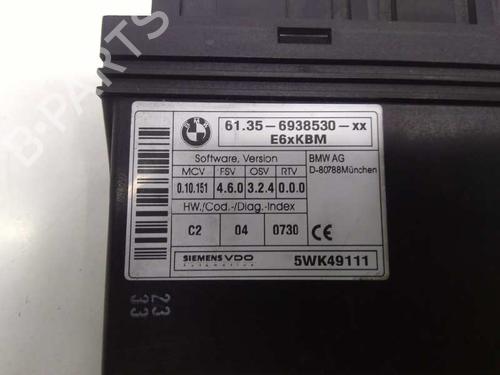 BMW
61.35-6938530-xx
E6xKBM
Software, Version
MCV FSV OSV RTV
0.10.151 4.6.0 3.2.4 0.0.0
BMW AG
D-80788München
HW./Cod.-/Diag.-Index
C2 04 0730
CE
SIEMENS VDO
Automotive
5WK49111
23
33